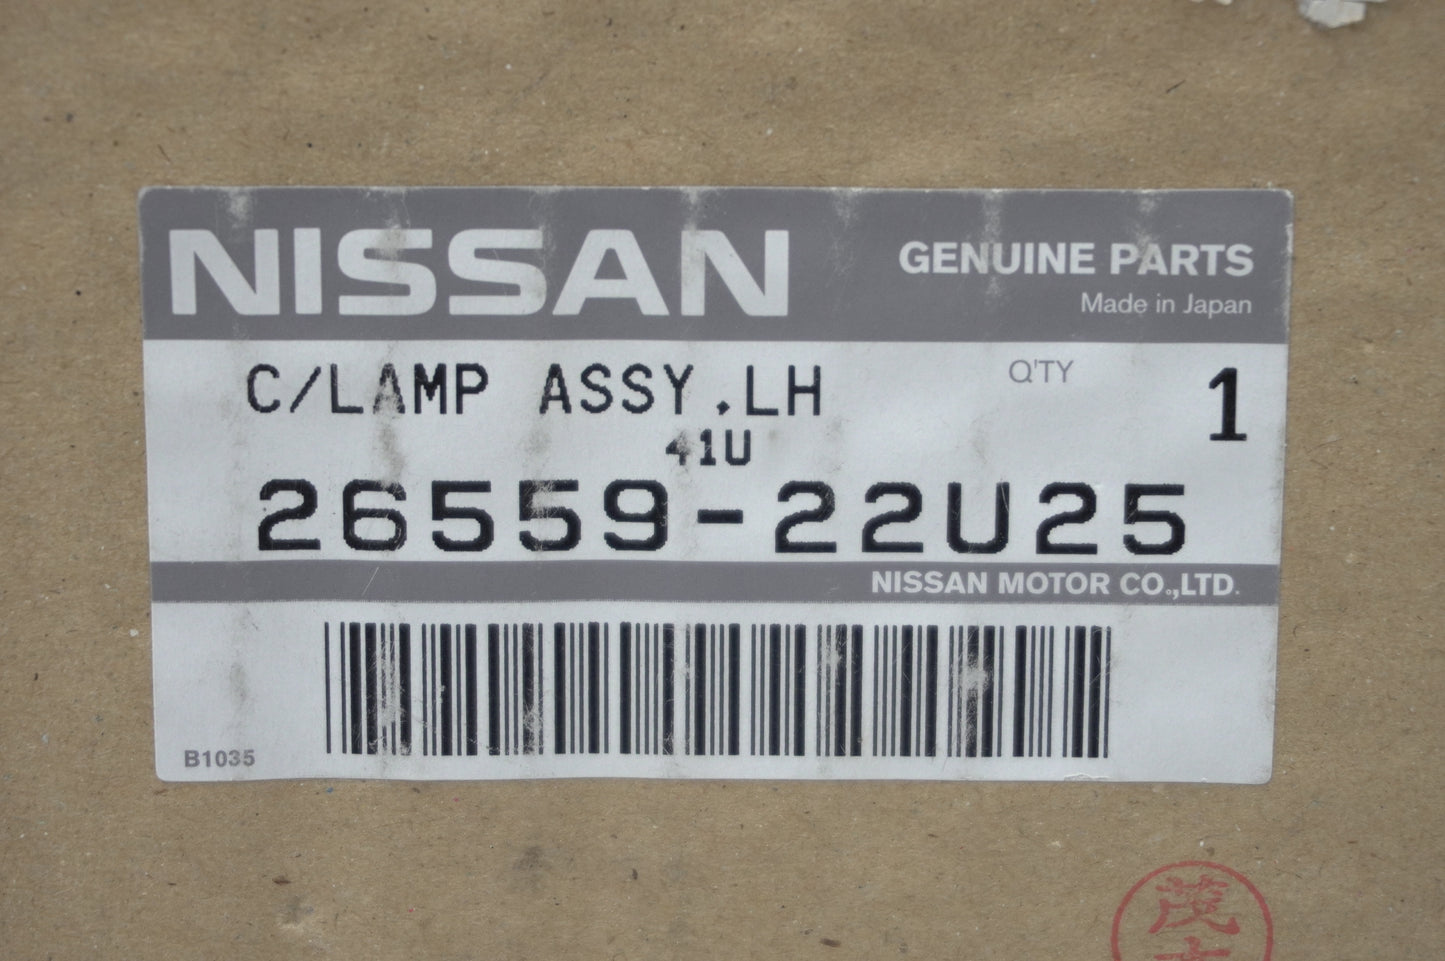 NISSAN
GENUINE PARTS
Made in Japan
C/LAMP ASSY,LH
Q'TY
1
41U
26559-22U25
NISSAN MOTOR CO.,LTD.
B1035
茂